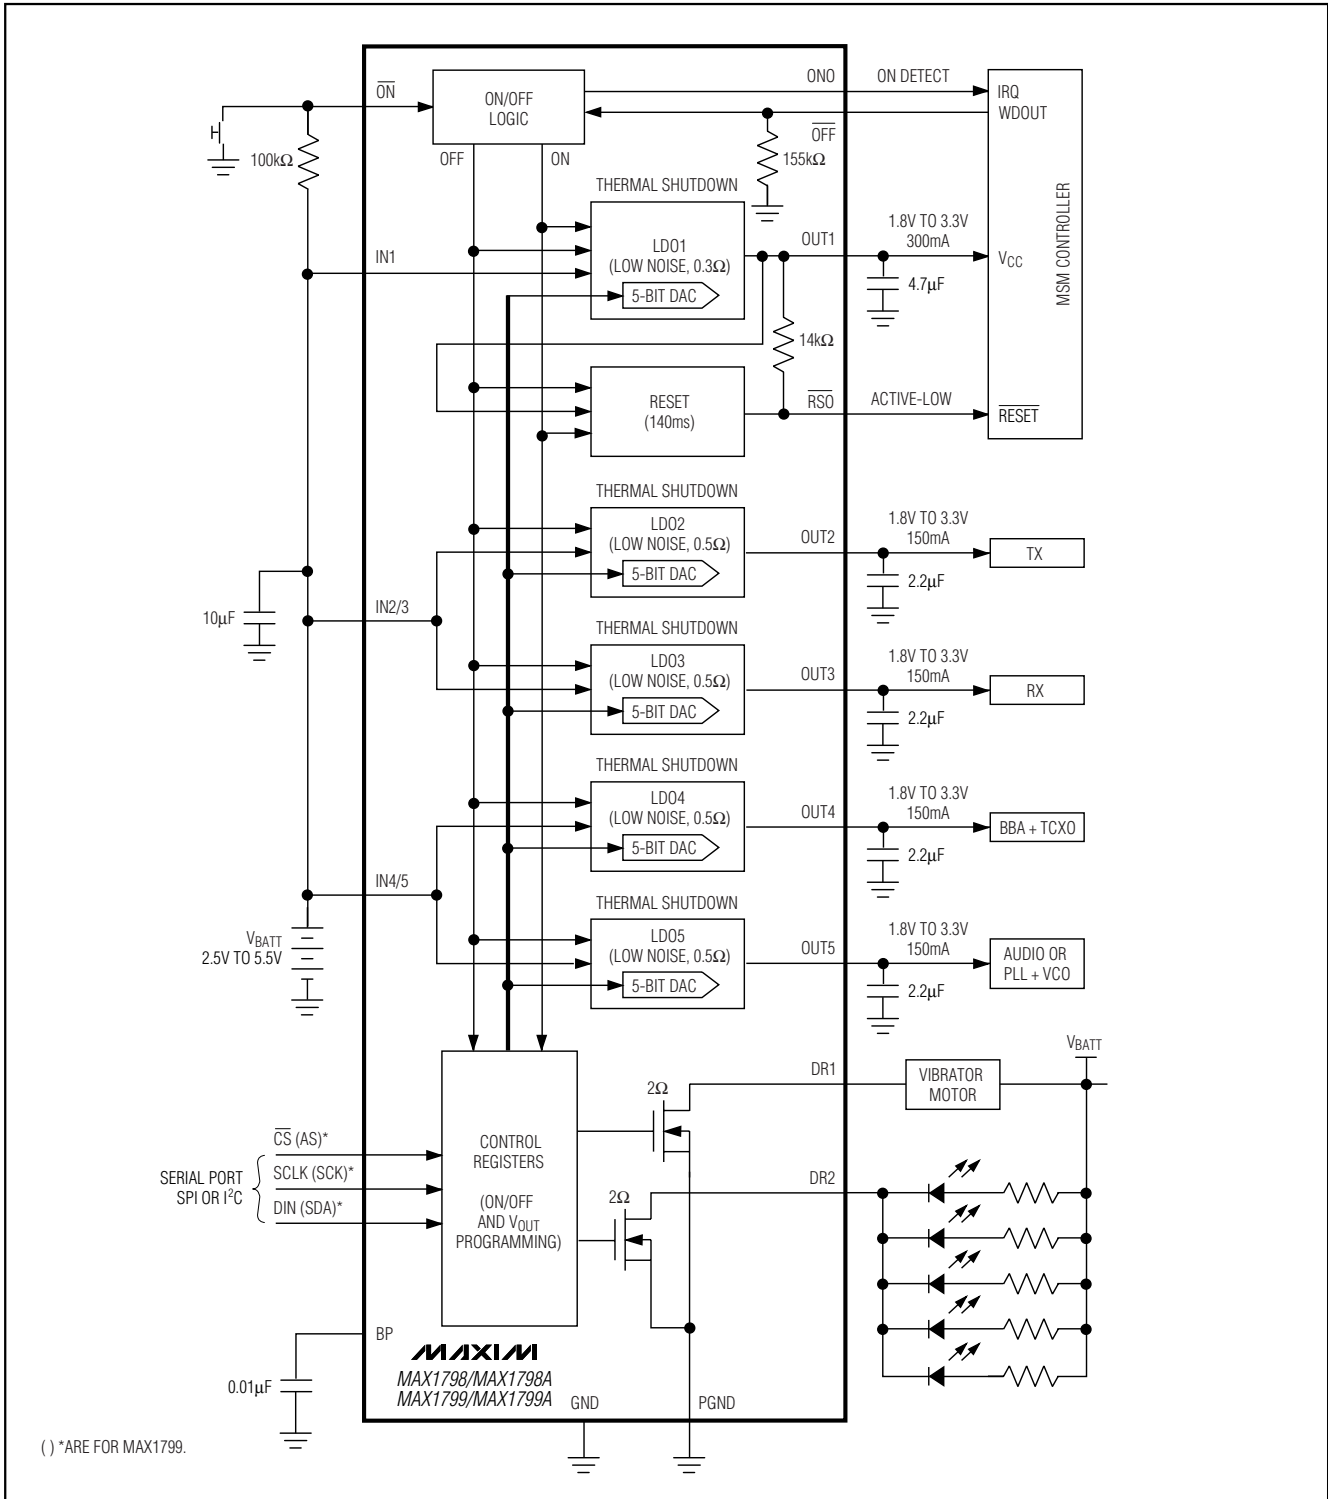 ON
ON/OFF
LOGIC
ONO
ON DETECT
IRQ
WDOUT
OFF
ON
OFF
100kΩ
155kΩ
THERMAL SHUTDOWN
LDO1
(LOW NOISE, 0.3Ω)
5-BIT DAC
IN1
OUT1
1.8V TO 3.3V
300mA
VCC
MSM CONTROLLER
4.7µF
14kΩ
RESET
(140ms)
RSO
ACTIVE-LOW
RESET
THERMAL SHUTDOWN
LDO2
(LOW NOISE, 0.5Ω)
5-BIT DAC
OUT2
1.8V TO 3.3V
150mA
TX
2.2µF
10µF
IN2/3
THERMAL SHUTDOWN
LDO3
(LOW NOISE, 0.5Ω)
5-BIT DAC
OUT3
1.8V TO 3.3V
150mA
RX
2.2µF
THERMAL SHUTDOWN
LDO4
(LOW NOISE, 0.5Ω)
5-BIT DAC
OUT4
1.8V TO 3.3V
150mA
BBA + TCXO
2.2µF
IN4/5
THERMAL SHUTDOWN
LDO5
(LOW NOISE, 0.5Ω)
5-BIT DAC
OUT5
1.8V TO 3.3V
150mA
AUDIO OR
PLL + VCO
2.2µF
VBATT
2.5V TO 5.5V
VBATT
DR1
VIBRATOR
MOTOR
2Ω
CONTROL
REGISTERS
(ON/OFF
AND VOUT
PROGRAMMING)
CS (AS)*
SCLK (SCK)*
DIN (SDA)*
SERIAL PORT
SPI OR I²C
DR2
2Ω
BP
0.01µF
MAXIM
MAX1798/MAX1798A
MAX1799/MAX1799A
GND
PGND
( ) *ARE FOR MAX1799.